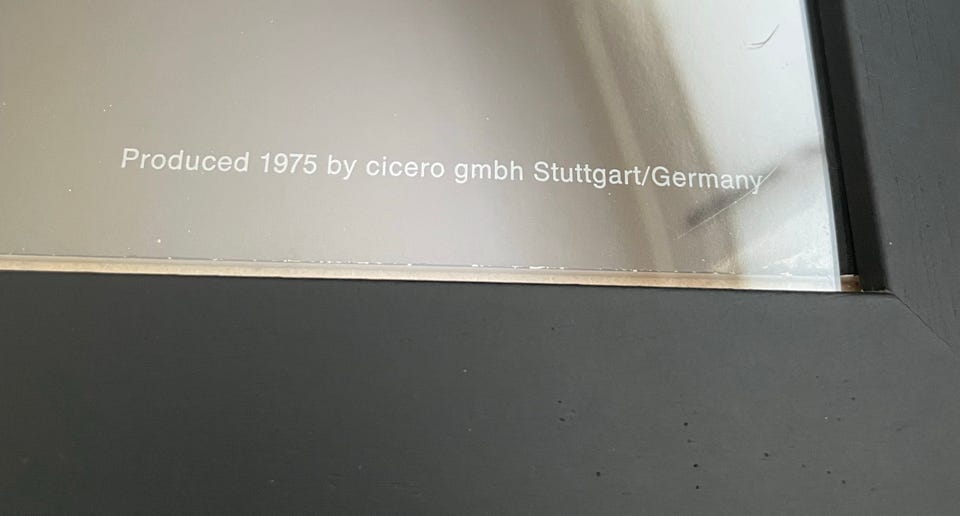 Produced 1975 by cicero gmbh Stuttgart/Germany